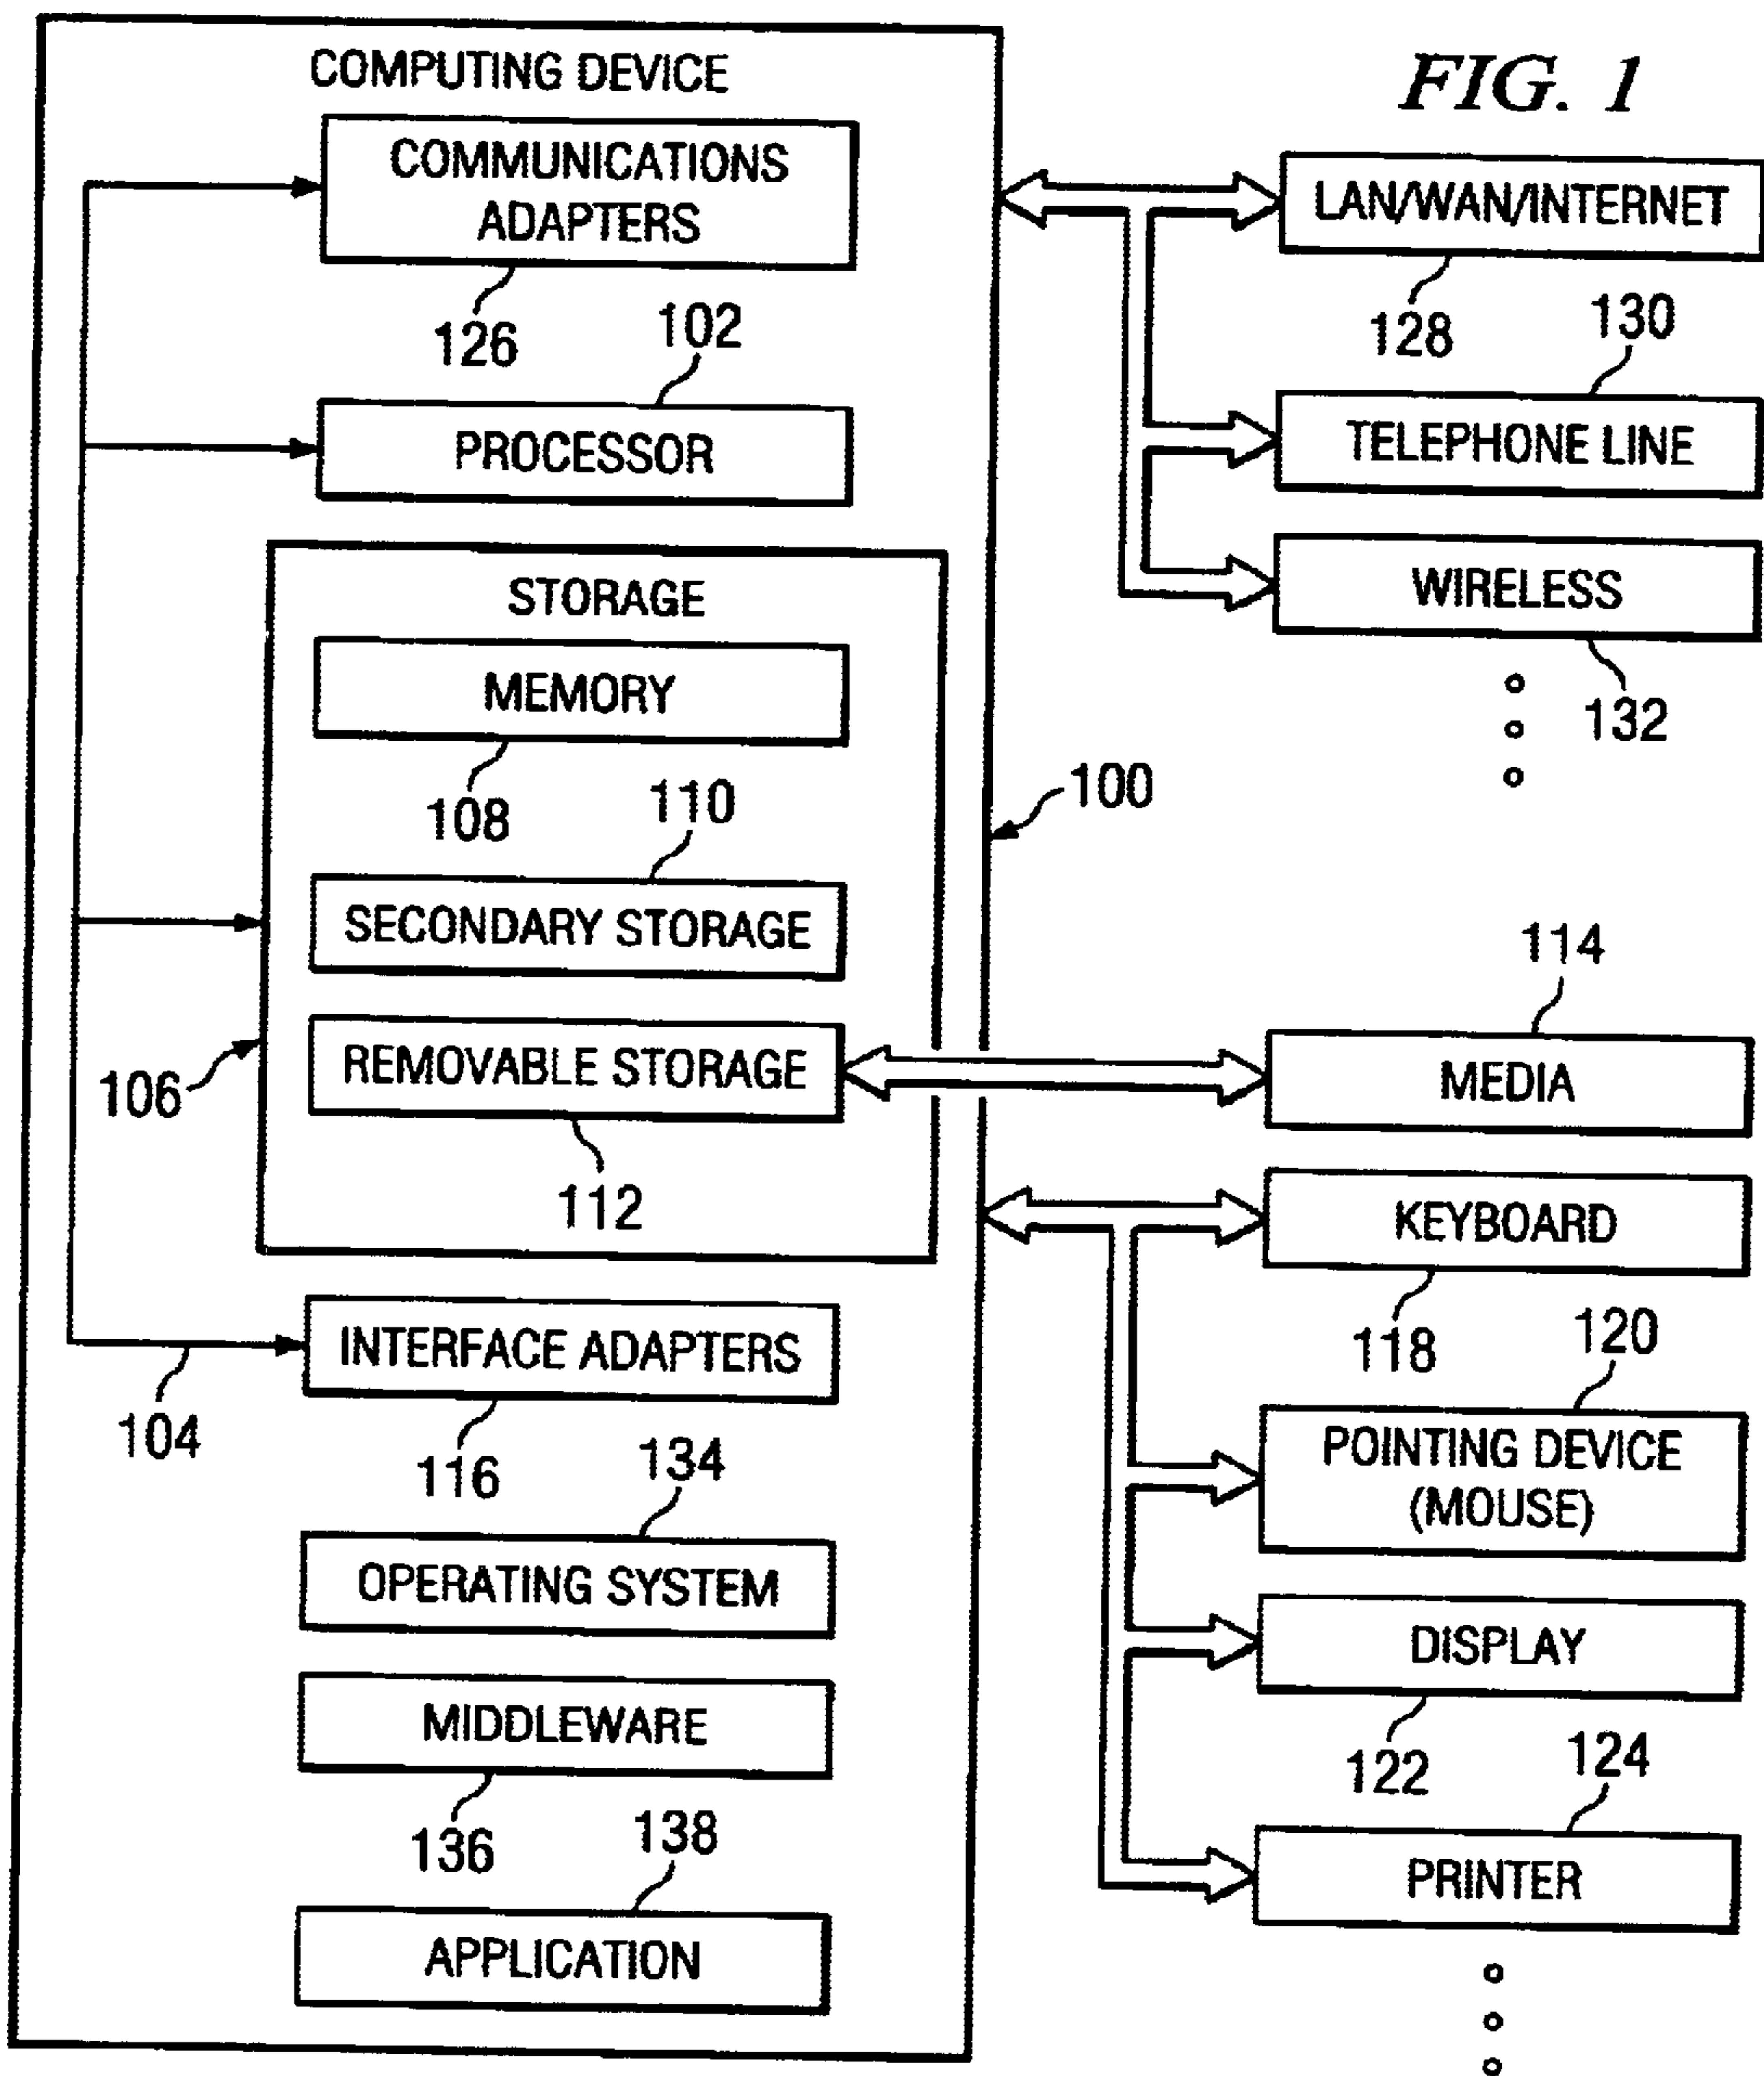 FIG. 1
COMPUTING DEVICE
COMMUNICATIONS
ADAPTERS
126
102
PROCESSOR
STORAGE
MEMORY
108
110
SECONDARY STORAGE
106
REMOVABLE STORAGE
112
INTERFACE ADAPTERS
104
116
134
OPERATING SYSTEM
MIDDLEWARE
136
138
APPLICATION
100
LAN/WAN/INTERNET
128
130
TELEPHONE LINE
WIRELESS
132
114
MEDIA
KEYBOARD
118
120
POINTING DEVICE
(MOUSE)
DISPLAY
122
124
PRINTER